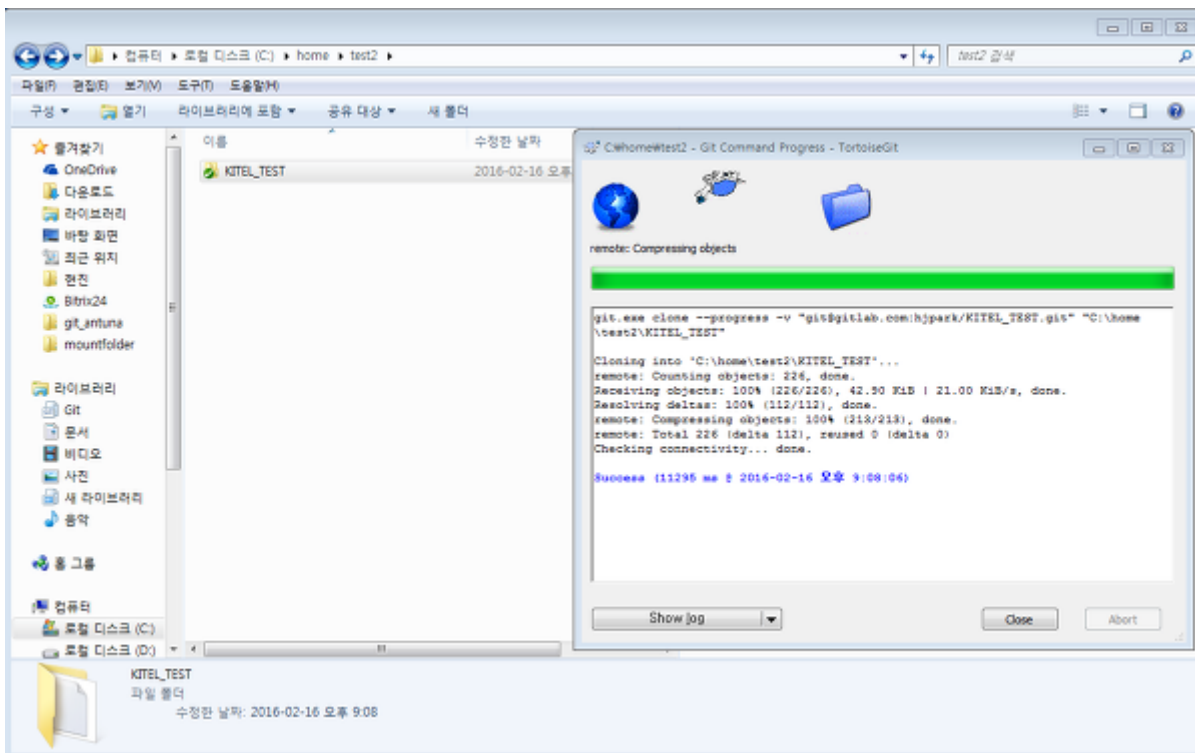 컴퓨터 ▸ 로컬 디스크 (C:) ▸ home ▸ test2 ▸
test2 검색
파일(F) 편집(E) 보기(V) 도구(T) 도움말(H)
구성 열기 라이브러리에 포함 공유 대상 새 폴더
즐겨찾기
OneDrive
다운로드
라이브러리
바탕 화면
최근 위치
현진
Bitrix24
git_antuna
mountfolder
라이브러리
Git
문서
비디오
사진
새 라이브러리
음악
홈 그룹
컴퓨터
로컬 디스크 (C:)
로컬 디스크 (D:)
이름 수정한 날짜
KITEL_TEST 2016-02-16 오후
C:₩home₩test2 - Git Command Progress - TortoiseGit
remote: Compressing objects
git.exe clone --progress -v "git@gitlab.com:hjpark/KITEL_TEST.git" "C:\home
\test2\KITEL_TEST"
Cloning into 'C:\home\test2\KITEL_TEST'...
remote: Counting objects: 226, done.
Receiving objects: 100% (226/226), 42.90 KiB | 21.00 KiB/s, done.
Resolving deltas: 100% (112/112), done.
remote: Compressing objects: 100% (213/213), done.
remote: Total 226 (delta 112), reused 0 (delta 0)
Checking connectivity... done.
Success (11295 ms @ 2016-02-16 오후 9:08:06)
Show log
Close
Abort
KITEL_TEST
파일 폴더
수정한 날짜: 2016-02-16 오후 9:08